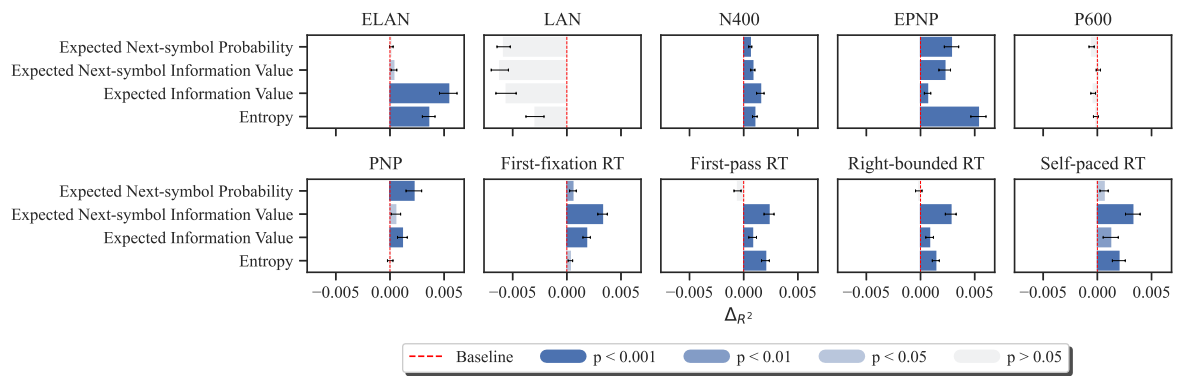 ELAN LAN N400 EPNP P600
Expected Next-symbol Probability
Expected Next-symbol Information Value
Expected Information Value
Entropy
PNP First-fixation RT First-pass RT Right-bounded RT Self-paced RT
Expected Next-symbol Probability
Expected Next-symbol Information Value
Expected Information Value
Entropy
−0.005 0.000 0.005 −0.005 0.000 0.005 −0.005 0.000 0.005 −0.005 0.000 0.005 −0.005 0.000 0.005
Δ_{R²}
Baseline p < 0.001 p < 0.01 p < 0.05 p > 0.05